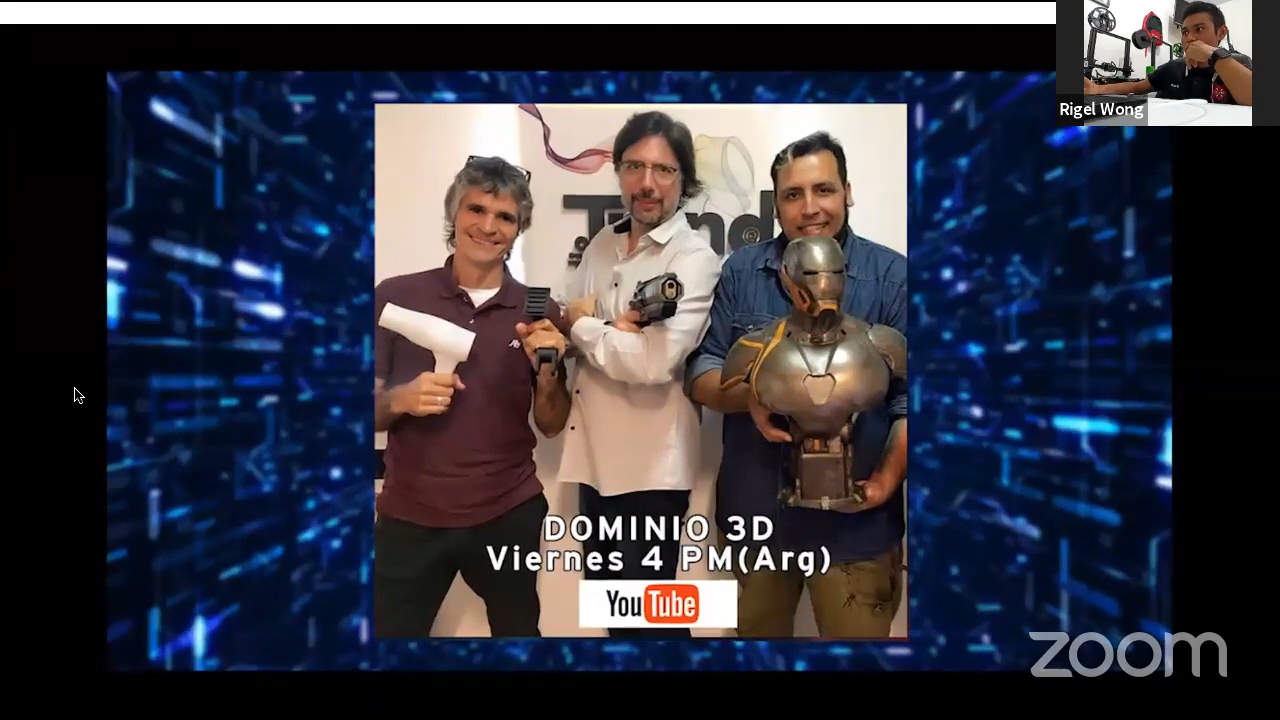 Rigel Wong
DOMINIO 3D
Viernes 4 PM(Arg)
YouTube
zoom